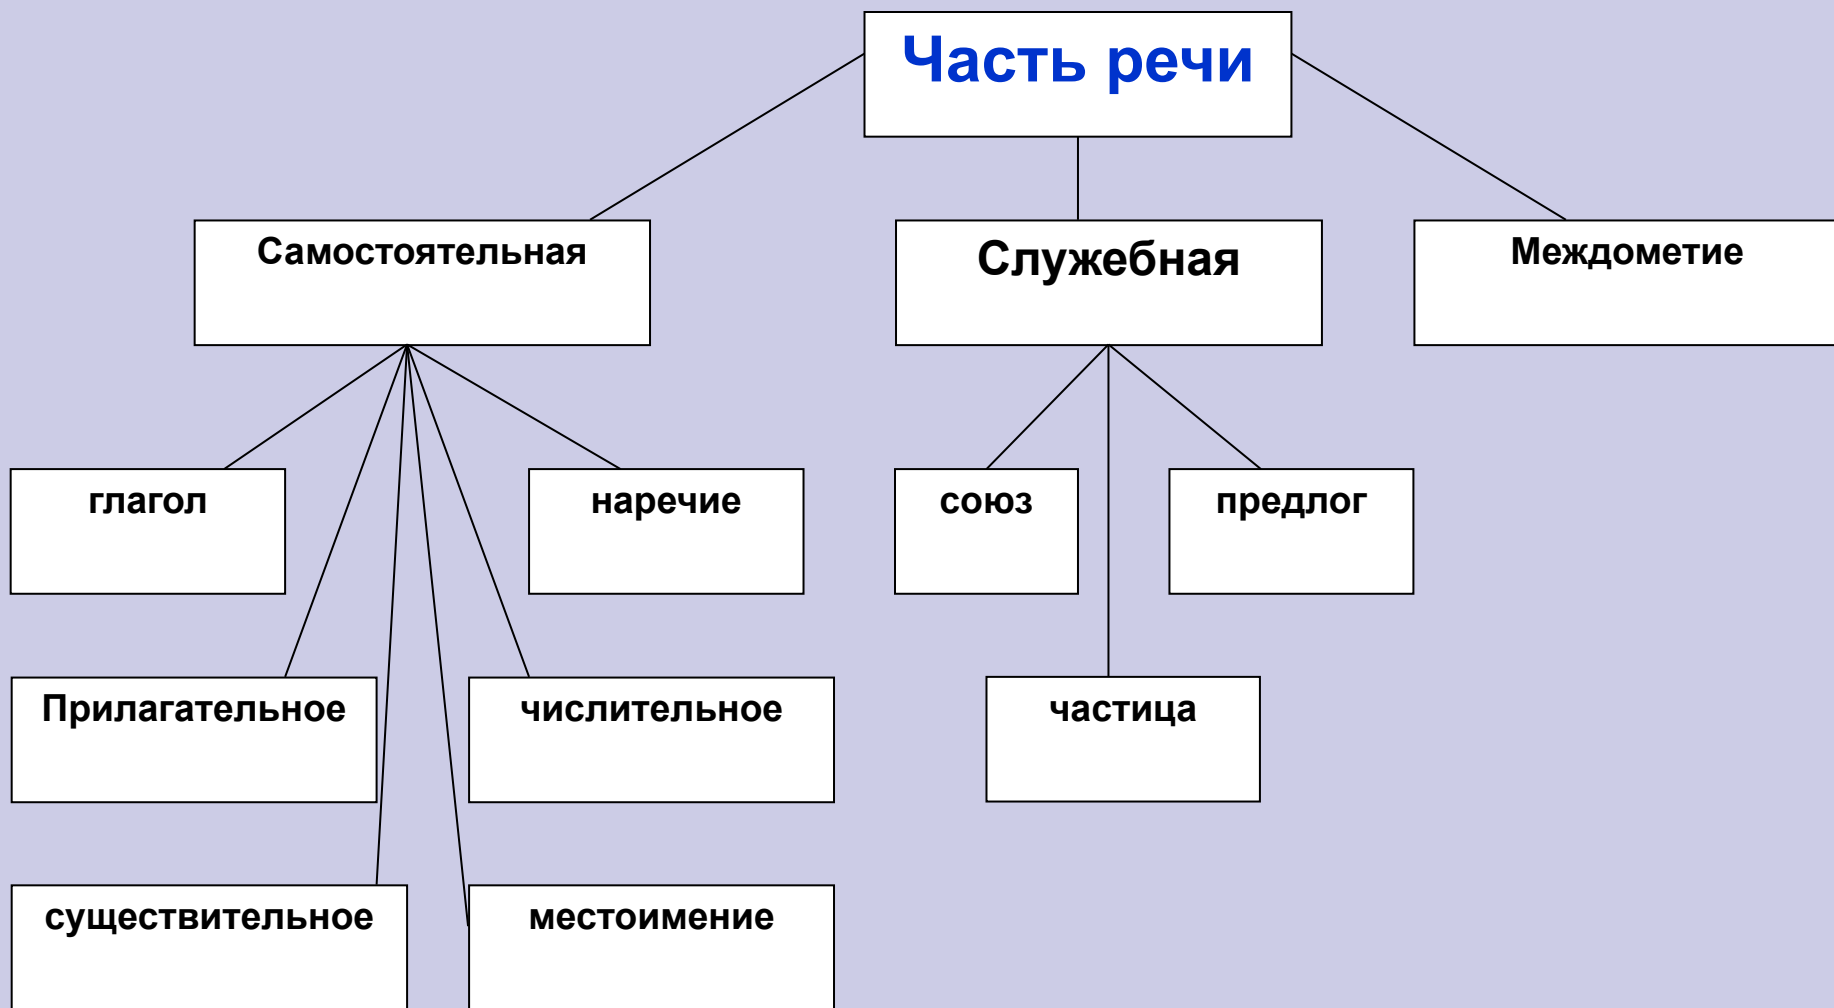 Часть речи
Самостоятельная
Служебная
Междометие
глагол
наречие
союз
предлог
Прилагательное
числительное
частица
существительное
местоимение